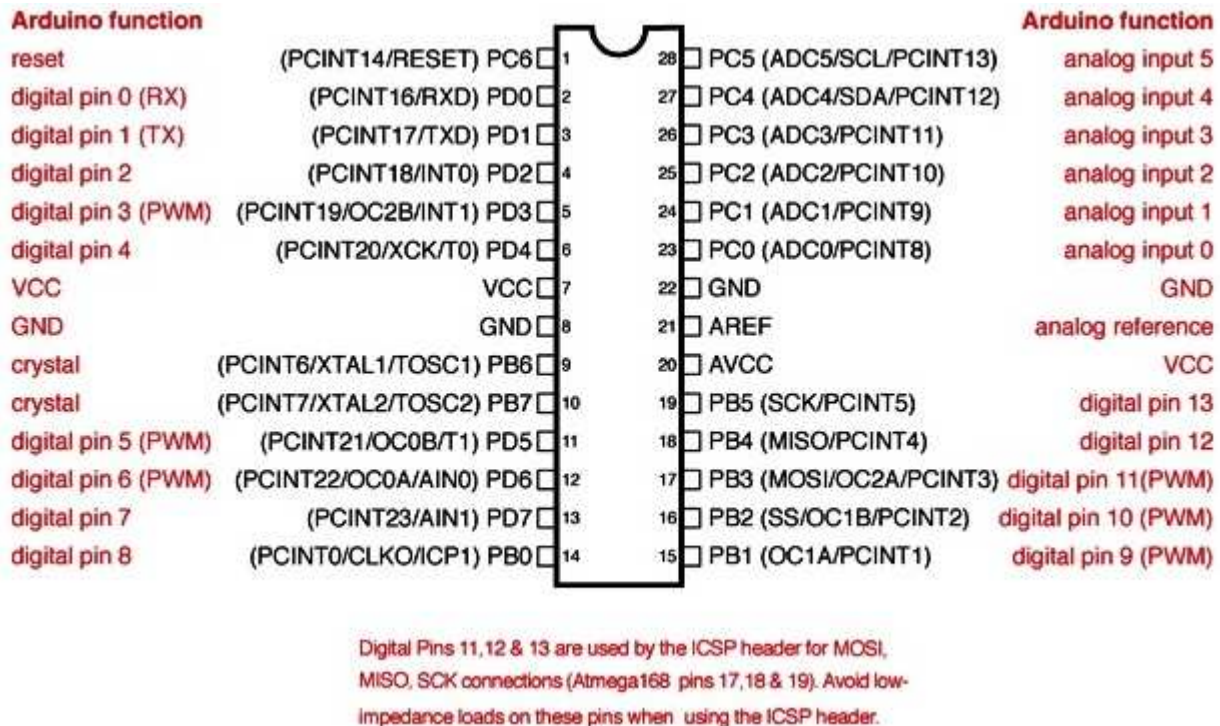 Arduino function Arduino function
reset (PCINT14/RESET) PC6 1 28 PC5 (ADC5/SCL/PCINT13) analog input 5
digital pin 0 (RX) (PCINT16/RXD) PD0 2 27 PC4 (ADC4/SDA/PCINT12) analog input 4
digital pin 1 (TX) (PCINT17/TXD) PD1 3 26 PC3 (ADC3/PCINT11) analog input 3
digital pin 2 (PCINT18/INT0) PD2 4 25 PC2 (ADC2/PCINT10) analog input 2
digital pin 3 (PWM) (PCINT19/OC2B/INT1) PD3 5 24 PC1 (ADC1/PCINT9) analog input 1
digital pin 4 (PCINT20/XCK/T0) PD4 6 23 PC0 (ADC0/PCINT8) analog input 0
VCC VCC 7 22 GND GND
GND GND 8 21 AREF analog reference
crystal (PCINT6/XTAL1/TOSC1) PB6 9 20 AVCC VCC
crystal (PCINT7/XTAL2/TOSC2) PB7 10 19 PB5 (SCK/PCINT5) digital pin 13
digital pin 5 (PWM) (PCINT21/OC0B/T1) PD5 11 18 PB4 (MISO/PCINT4) digital pin 12
digital pin 6 (PWM) (PCINT22/OC0A/AIN0) PD6 12 17 PB3 (MOSI/OC2A/PCINT3) digital pin 11(PWM)
digital pin 7 (PCINT23/AIN1) PD7 13 16 PB2 (SS/OC1B/PCINT2) digital pin 10 (PWM)
digital pin 8 (PCINT0/CLKO/ICP1) PB0 14 15 PB1 (OC1A/PCINT1) digital pin 9 (PWM)
Digital Pins 11,12 & 13 are used by the ICSP header for MOSI,
MISO, SCK connections (Atmega168 pins 17,18 & 19). Avoid low-
impedance loads on these pins when using the ICSP header.